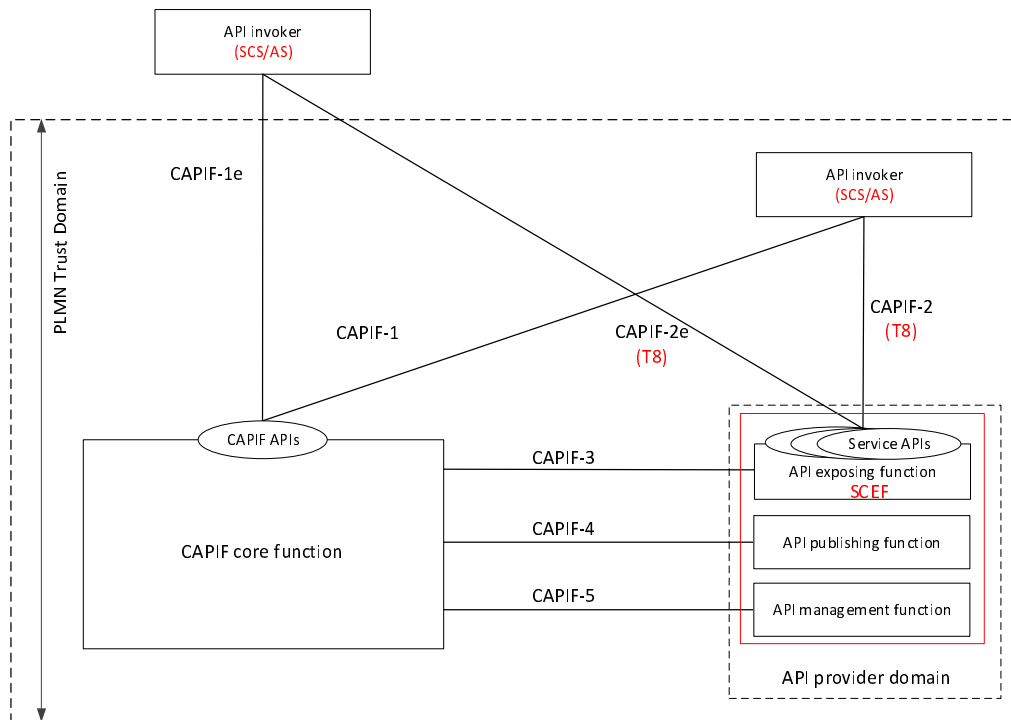 API invoker
(SCS/AS)
CAPIF-1e
API invoker
(SCS/AS)
PLMN Trust Domain
CAPIF-1
CAPIF-2e
(T8)
CAPIF-2
(T8)
CAPIF APIs
Service APIs
CAPIF-3
API exposing function
SCEF
CAPIF-4
CAPIF core function
API publishing function
CAPIF-5
API management function
API provider domain